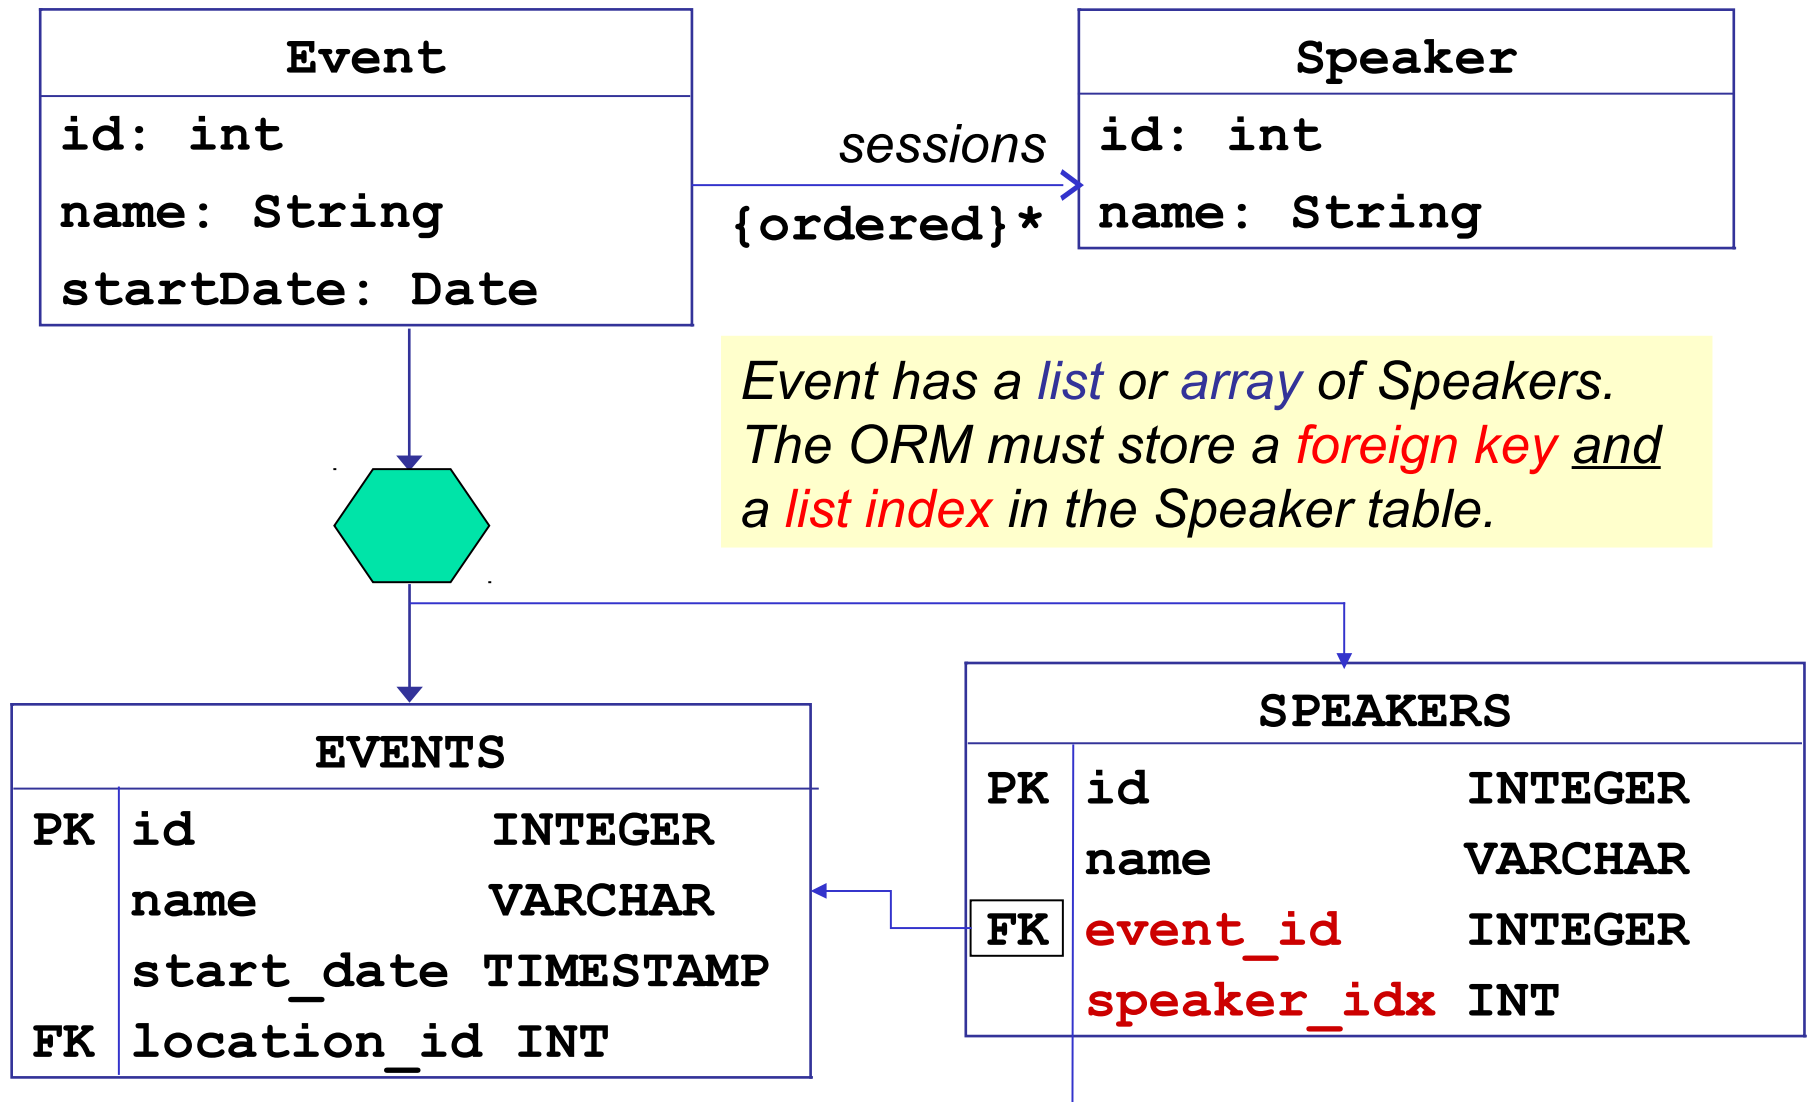 Event
id: int
name: String
startDate: Date
sessions
{ordered}*
Speaker
id: int
name: String
Event has a list or array of Speakers.
The ORM must store a foreign key and
a list index in the Speaker table.
EVENTS
PK id INTEGER
name VARCHAR
start_date TIMESTAMP
FK location_id INT
SPEAKERS
PK id INTEGER
name VARCHAR
FK event_id INTEGER
speaker_idx INT